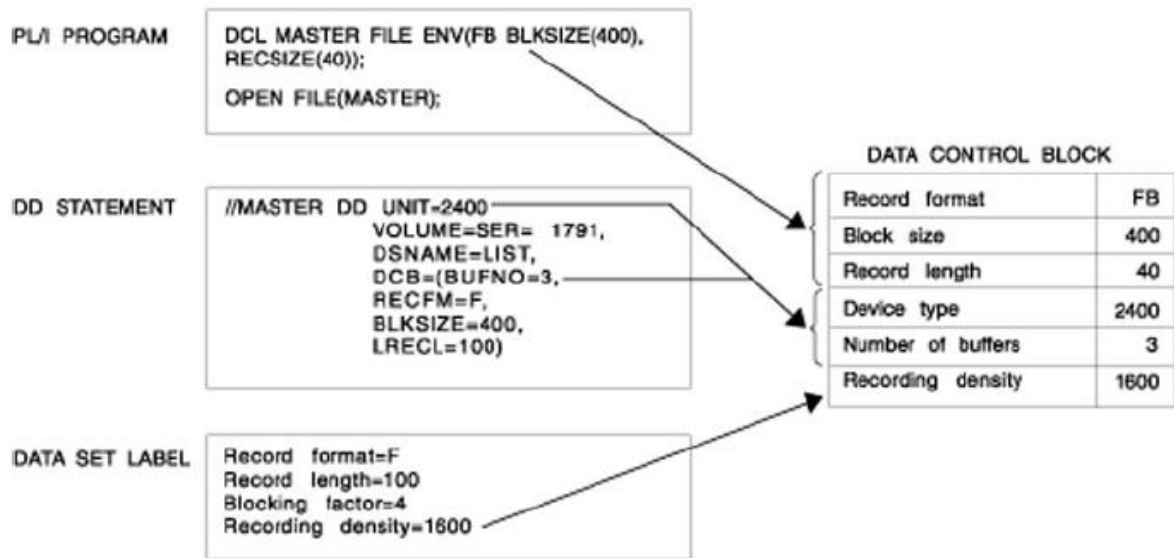 PL/I PROGRAM
DCL MASTER FILE ENV(FB BLKSIZE(400),
RECSIZE(40));
OPEN FILE(MASTER);
DD STATEMENT
//MASTER DD UNIT=2400
VOLUME=SER= 1791,
DSNAME=LIST,
DCB=(BUFNO=3,
RECFM=F,
BLKSIZE=400,
LRECL=100)
DATA SET LABEL
Record format=F
Record length=100
Blocking factor=4
Recording density=1600
DATA CONTROL BLOCK
Record format FB
Block size 400
Record length 40
Device type 2400
Number of buffers 3
Recording density 1600